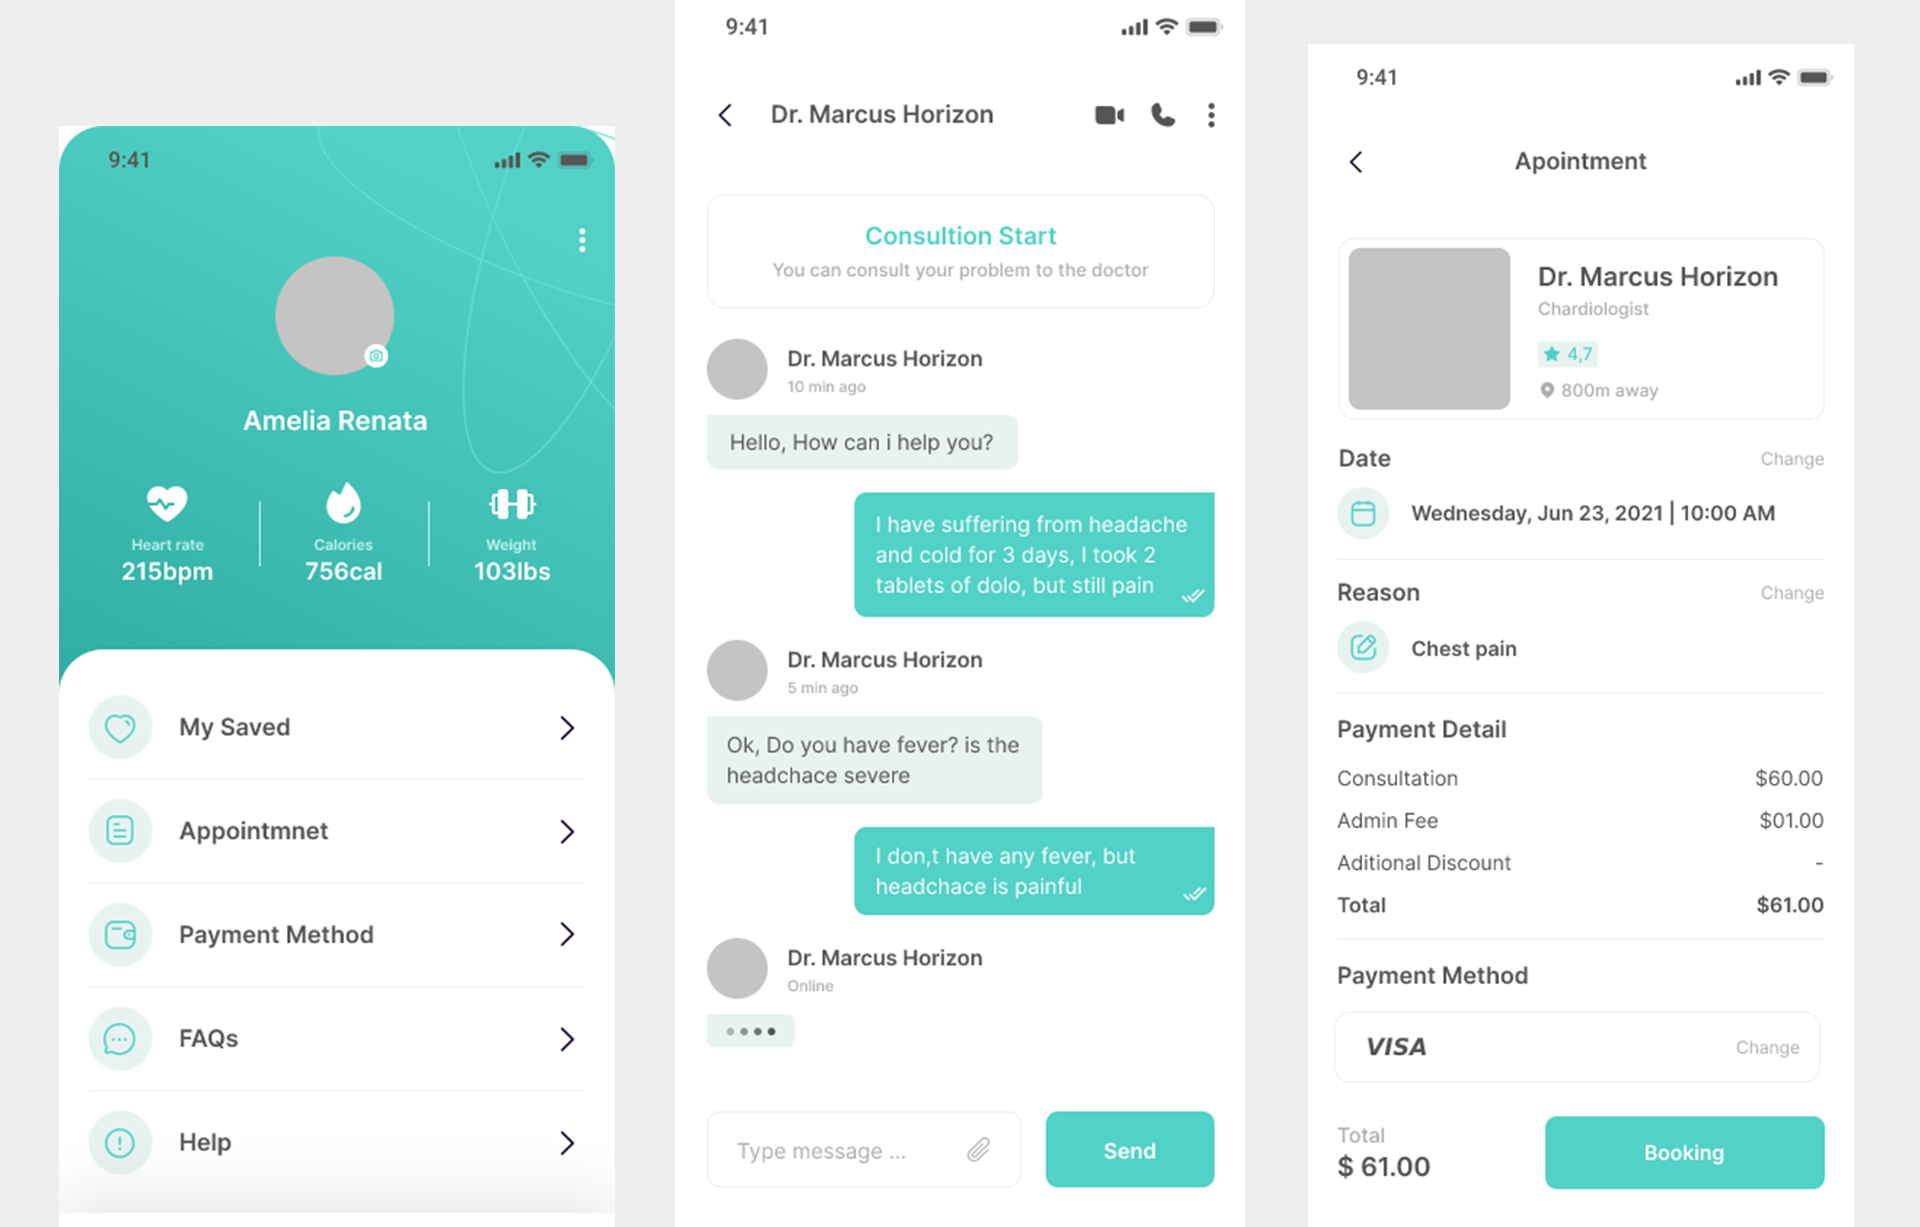 9:41
Amelia Renata
Heart rate
215bpm
Calories
756cal
Weight
103lbs
My Saved
Appointmnet
Payment Method
FAQs
Help
9:41
Dr. Marcus Horizon
Consultion Start
You can consult your problem to the doctor
Dr. Marcus Horizon
10 min ago
Hello, How can i help you?
I have suffering from headache
and cold for 3 days, I took 2
tablets of dolo, but still pain
Dr. Marcus Horizon
5 min ago
Ok, Do you have fever? is the
headchace severe
I don,t have any fever, but
headchace is painful
Dr. Marcus Horizon
Online
Type message ...
Send
9:41
Apointment
Dr. Marcus Horizon
Chardiologist
4,7
800m away
Date
Change
Wednesday, Jun 23, 2021 | 10:00 AM
Reason
Change
Chest pain
Payment Detail
Consultation $60.00
Admin Fee $01.00
Aditional Discount -
Total $61.00
Payment Method
VISA
Change
Total
$ 61.00
Booking